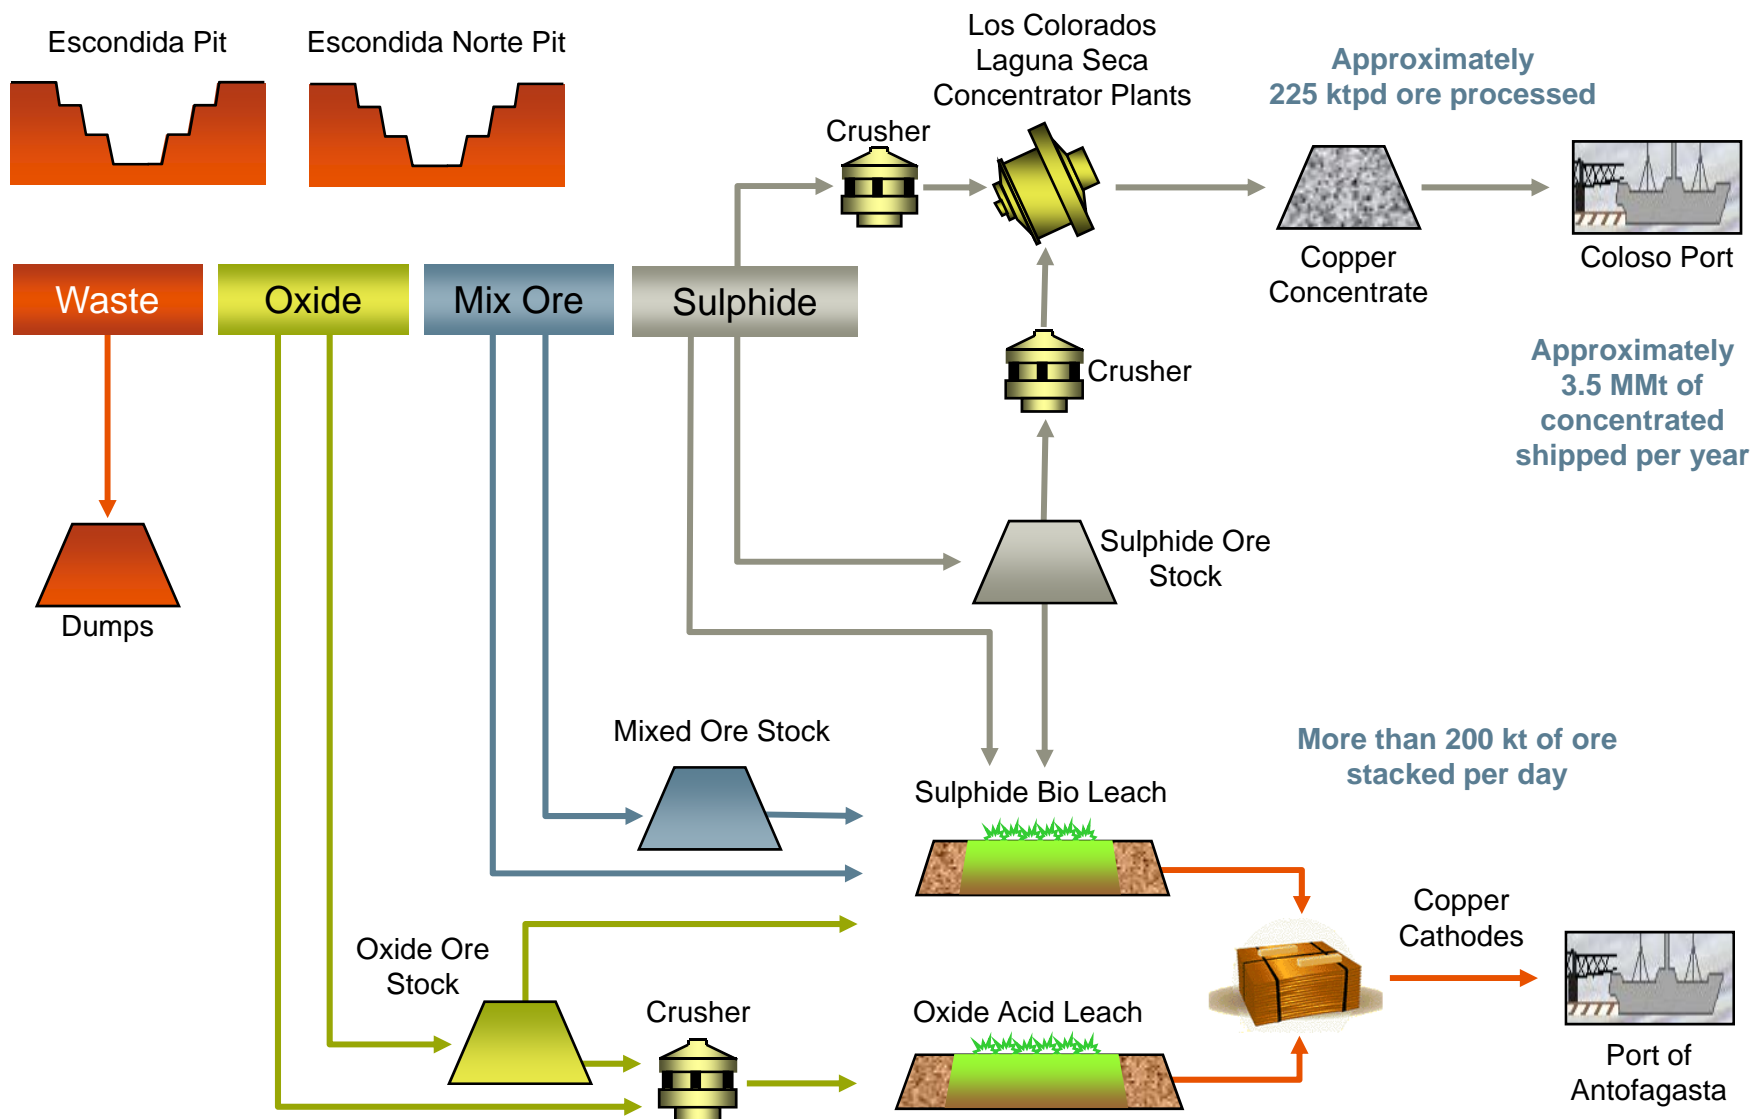 Escondida Pit
Escondida Norte Pit
Los Colorados
Laguna Seca
Concentrator Plants
Approximately
225 ktpd ore processed
Crusher
Copper
Concentrate
Coloso Port
Waste
Oxide
Mix Ore
Sulphide
Crusher
Approximately
3.5 MMt of
concentrated
shipped per year
Sulphide Ore
Stock
Dumps
Mixed Ore Stock
More than 200 kt of ore
stacked per day
Sulphide Bio Leach
Copper
Cathodes
Oxide Ore
Stock
Crusher
Oxide Acid Leach
Port of
Antofagasta